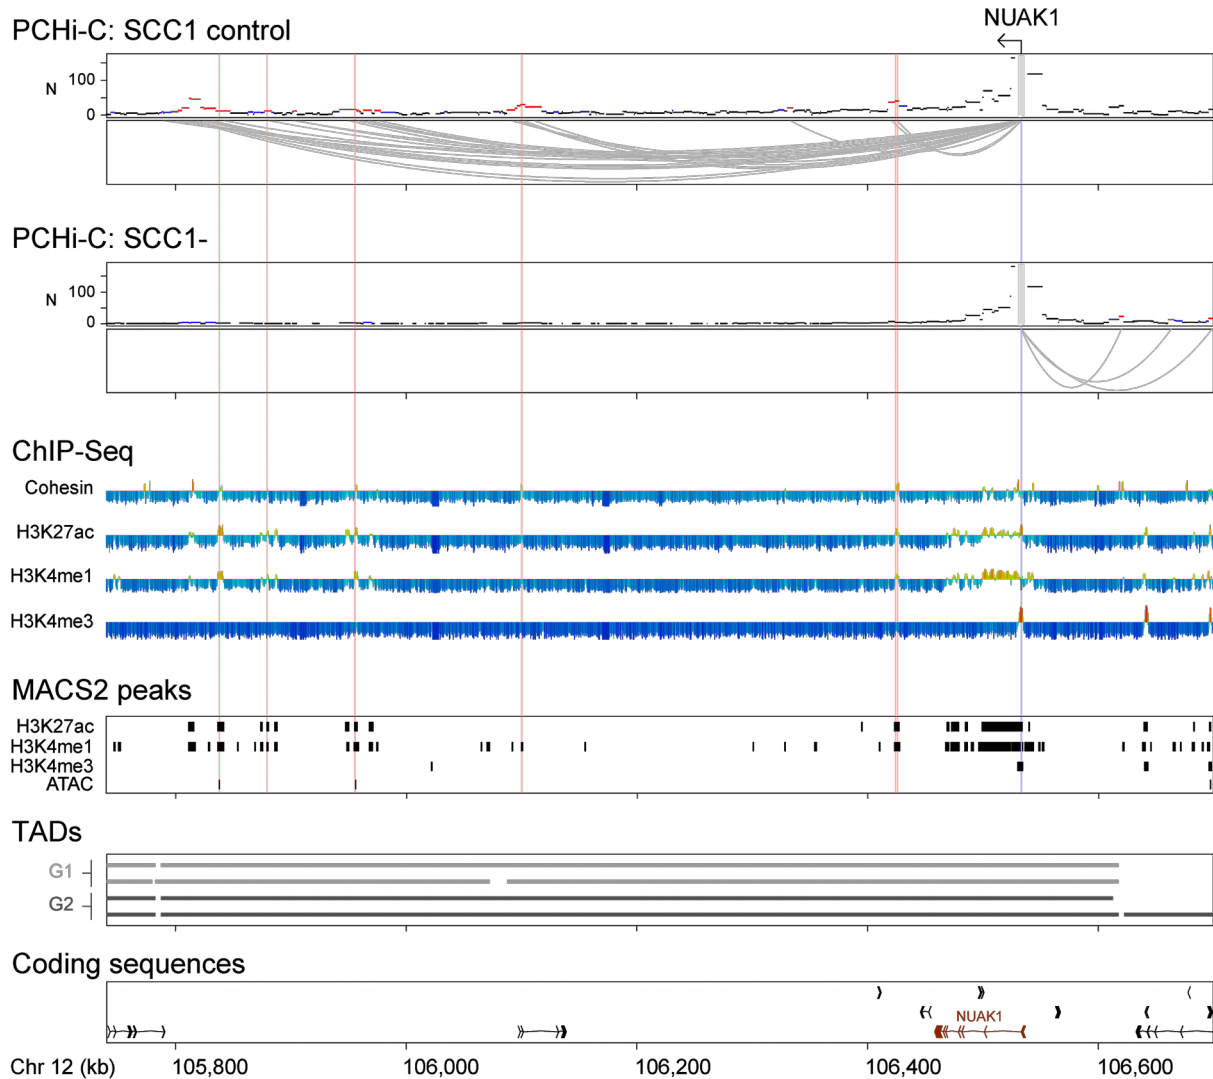 NUAK1
PCHi-C: SCC1 control
N
100
0
PCHi-C: SCC1-
N
100
0
ChIP-Seq
Cohesin
H3K27ac
H3K4me1
H3K4me3
MACS2 peaks
H3K27ac
H3K4me1
H3K4me3
ATAC
TADs
G1
G2
Coding sequences
NUAK1
Chr 12 (kb) 105,800 106,000 106,200 106,400 106,600